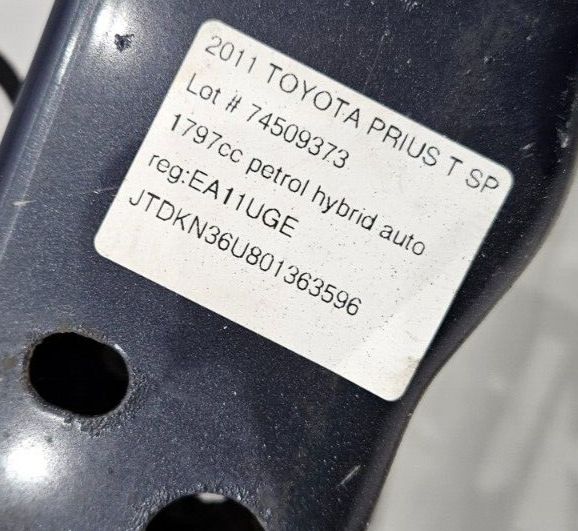 2011 TOYOTA PRIUS T SP
Lot # 74509373
1797cc petrol hybrid auto
reg:EA11UGE
JTDKN36U801363596